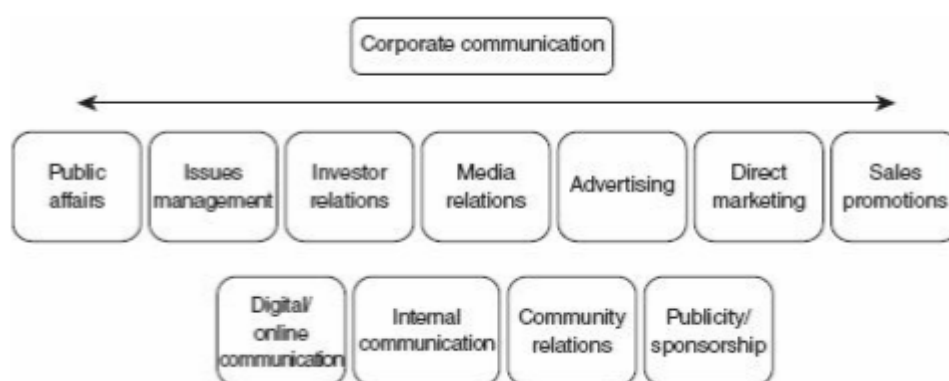 Corporate communication
Public
affairs
Issues
management
Investor
relations
Media
relations
Advertising
Direct
marketing
Sales
promotions
Digital/
online
communication
Internal
communication
Community
relations
Publicity/
sponsorship